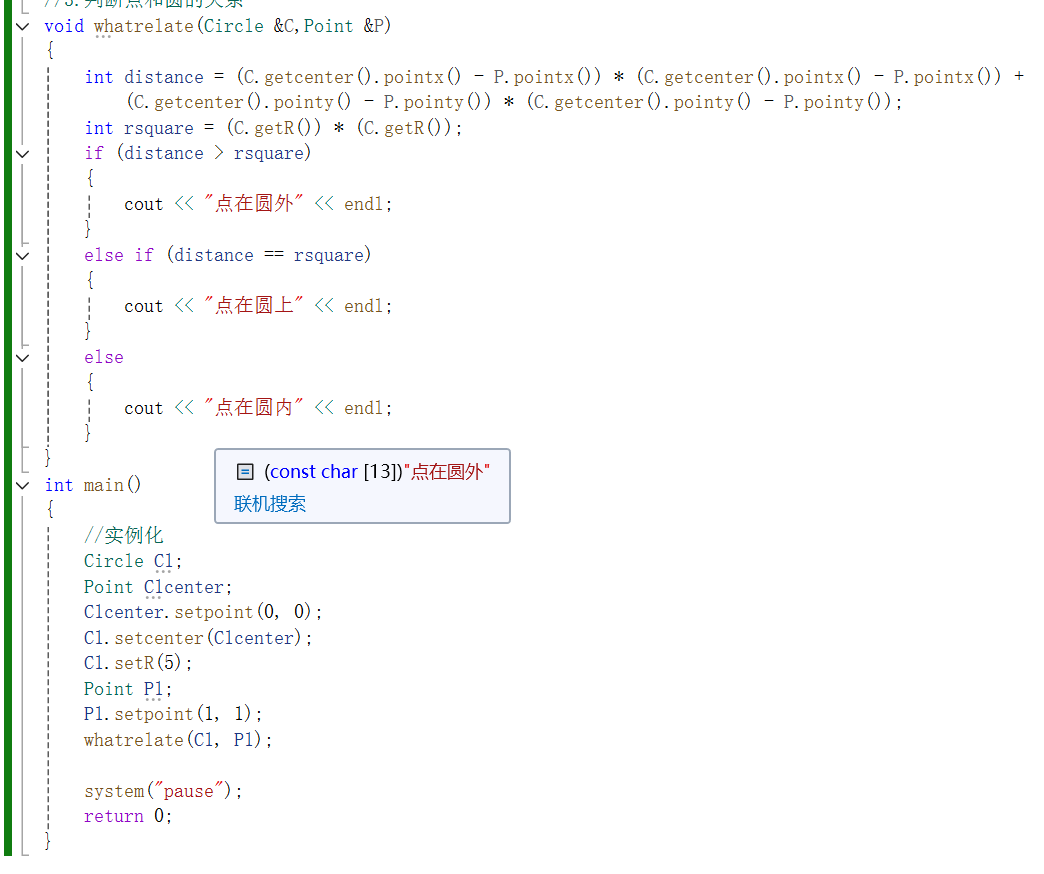 //3.判断点和圆的关系
void whatrelate(Circle &C,Point &P)
{
int distance = (C.getcenter().pointx() - P.pointx()) * (C.getcenter().pointx() - P.pointx()) +
(C.getcenter().pointy() - P.pointy()) * (C.getcenter().pointy() - P.pointy());
int rsquare = (C.getR()) * (C.getR());
if (distance > rsquare)
{
cout << "点在圆外" << endl;
}
else if (distance == rsquare)
{
cout << "点在圆上" << endl;
}
else
{
cout << "点在圆内" << endl;
}
}
(const char [13])"点在圆外"
联机搜索
int main()
{
//实例化
Circle C1;
Point C1center;
C1center.setpoint(0, 0);
C1.setcenter(C1center);
C1.setR(5);
Point P1;
P1.setpoint(1, 1);
whatrelate(C1, P1);
system("pause");
return 0;
}